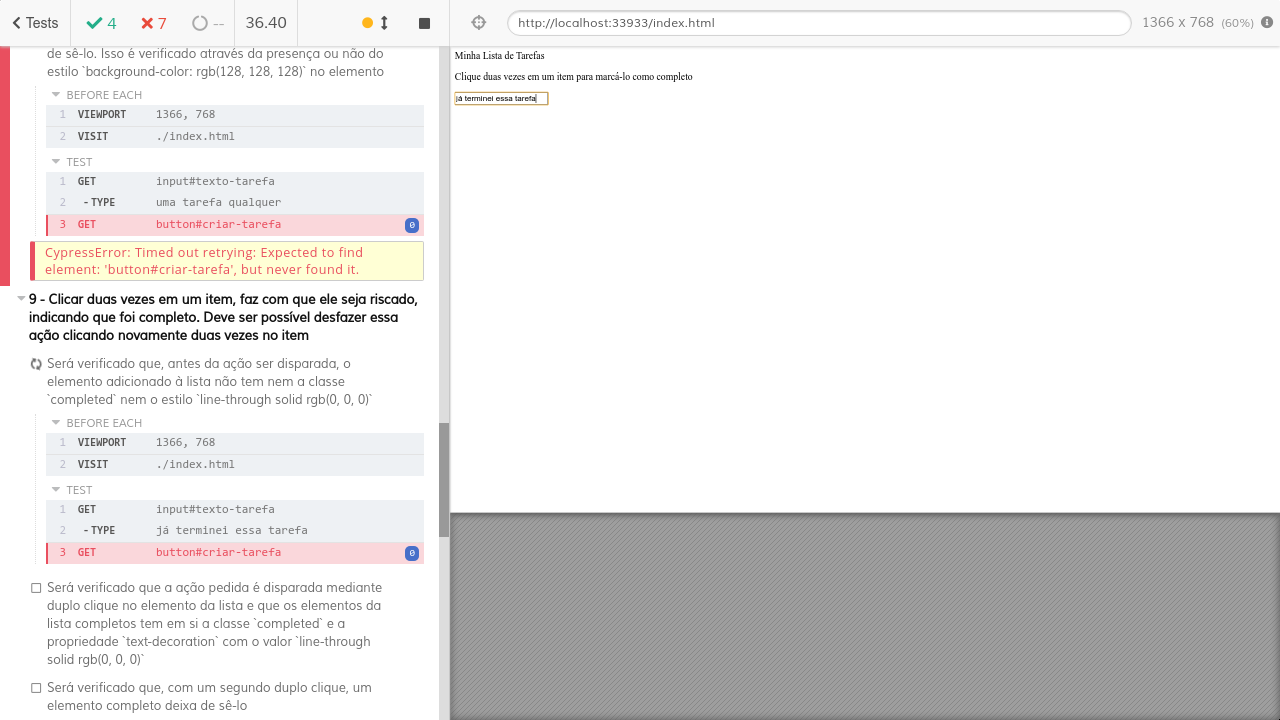 Tests
4
7
--
36.40
http://localhost:33933/index.html
1366 x 768 (60%)
de sê-lo. Isso é verificado através da presença ou não do
estilo `background-color: rgb(128, 128, 128)` no elemento
BEFORE EACH
1 VIEWPORT 1366, 768
2 VISIT ./index.html
TEST
1 GET input#texto-tarefa
2 - TYPE uma tarefa qualquer
3 GET button#criar-tarefa 0
CypressError: Timed out retrying: Expected to find
element: 'button#criar-tarefa', but never found it.
9 - Clicar duas vezes em um item, faz com que ele seja riscado,
indicando que foi completo. Deve ser possível desfazer essa
ação clicando novamente duas vezes no item
Será verificado que, antes da ação ser disparada, o
elemento adicionado à lista não tem nem a classe
`completed` nem o estilo `line-through solid rgb(0, 0, 0)`
BEFORE EACH
1 VIEWPORT 1366, 768
2 VISIT ./index.html
TEST
1 GET input#texto-tarefa
2 - TYPE já terminei essa tarefa
3 GET button#criar-tarefa 0
Será verificado que a ação pedida é disparada mediante
duplo clique no elemento da lista e que os elementos da
lista completos tem em si a classe `completed` e a
propriedade `text-decoration` com o valor `line-through
solid rgb(0, 0, 0)`
Será verificado que, com um segundo duplo clique, um
elemento completo deixa de sê-lo
Minha Lista de Tarefas
Clique duas vezes em um item para marcá-lo como completo
já terminei essa tarefa